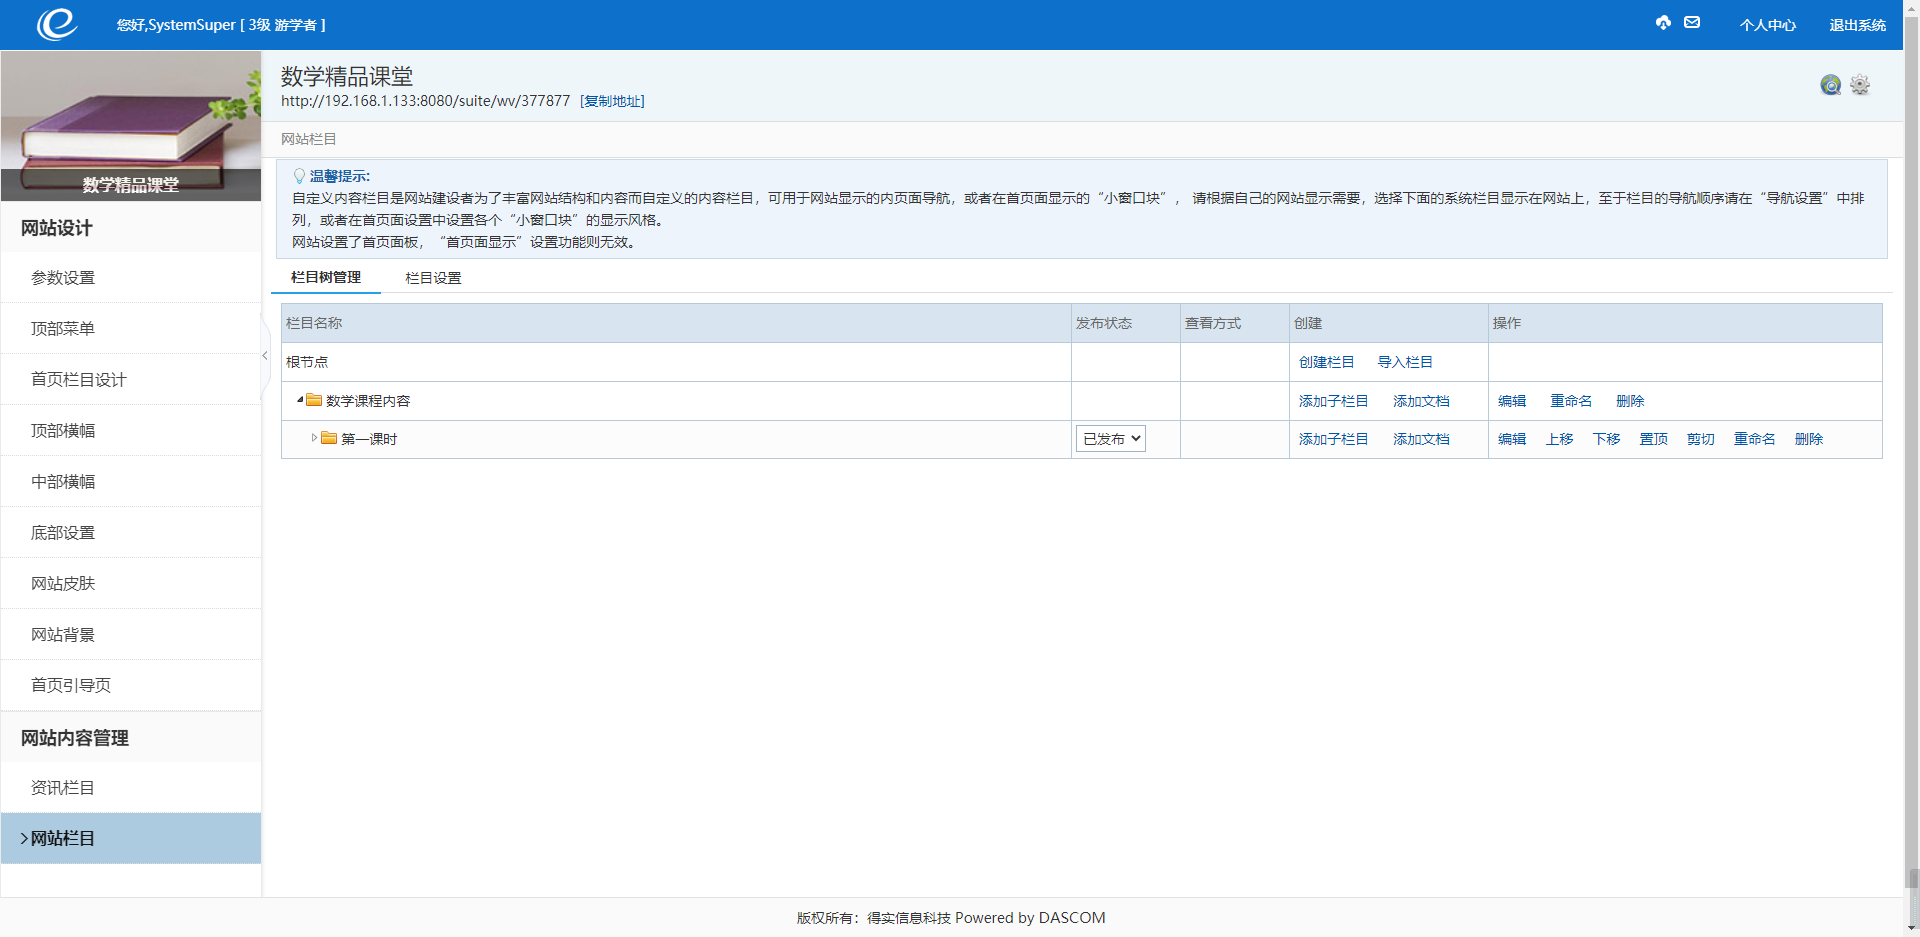 您好,SystemSuper [ 3级 游学者 ]
个人中心 退出系统
数学精品课堂
数学精品课堂
http://192.168.1.133:8080/suite/wv/377877 [复制地址]
网站栏目
温馨提示:
自定义内容栏目是网站建设者为了丰富网站结构和内容而自定义的内容栏目，可用于网站显示的内页面导航，或者在首页面显示的“小窗口块”， 请根据自己的网站显示需要，选择下面的系统栏目显示在网站上，至于栏目的导航顺序请在“导航设置”中排
列，或者在首页面设置中设置各个“小窗口块”的显示风格。
网站设置了首页面板， “首页面显示”设置功能则无效。
栏目树管理 栏目设置
栏目名称 发布状态 查看方式 创建 操作
根节点 创建栏目 导入栏目
数学课程内容 添加子栏目 添加文档 编辑 重命名 删除
第一课时 已发布 添加子栏目 添加文档 编辑 上移 下移 置顶 剪切 重命名 删除
网站设计
参数设置
顶部菜单
首页栏目设计
顶部横幅
中部横幅
底部设置
网站皮肤
网站背景
首页引导页
网站内容管理
资讯栏目
网站栏目
版权所有：得实信息科技 Powered by DASCOM